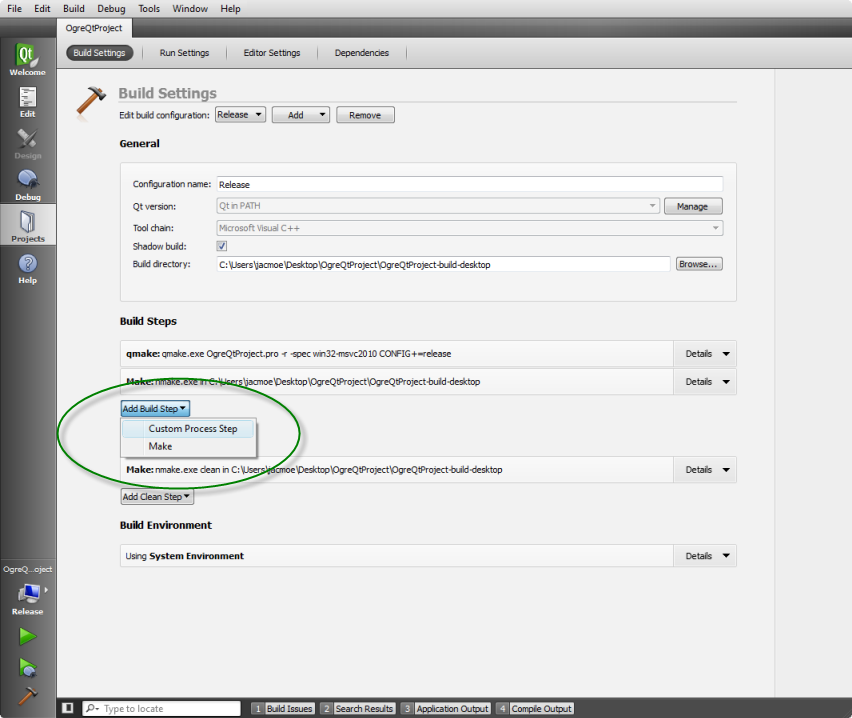 File Edit Build Debug Tools Window Help
OgreQtProject
Build Settings Run Settings Editor Settings Dependencies
Qt
Welcome
Edit
Design
Debug
Projects
Help
Build Settings
Edit build configuration: Release Add Remove
General
Configuration name: Release
Qt version: Qt in PATH Manage
Tool chain: Microsoft Visual C++
Shadow build:
Build directory: C:\Users\jacmoe\Desktop\OgreQtProject\OgreQtProject-build-desktop Browse...
Build Steps
qmake: qmake.exe OgreQtProject.pro -r -spec win32-msvc2010 CONFIG+=release Details
Make: nmake.exe in C:\Users\jacmoe\Desktop\OgreQtProject\OgreQtProject-build-desktop Details
Add Build Step
Custom Process Step
Make
Make: nmake.exe clean in C:\Users\jacmoe\Desktop\OgreQtProject\OgreQtProject-build-desktop Details
Add Clean Step
Build Environment
Using System Environment Details
OgreQ...oject
Release
Type to locate 1 Build Issues 2 Search Results 3 Application Output 4 Compile Output